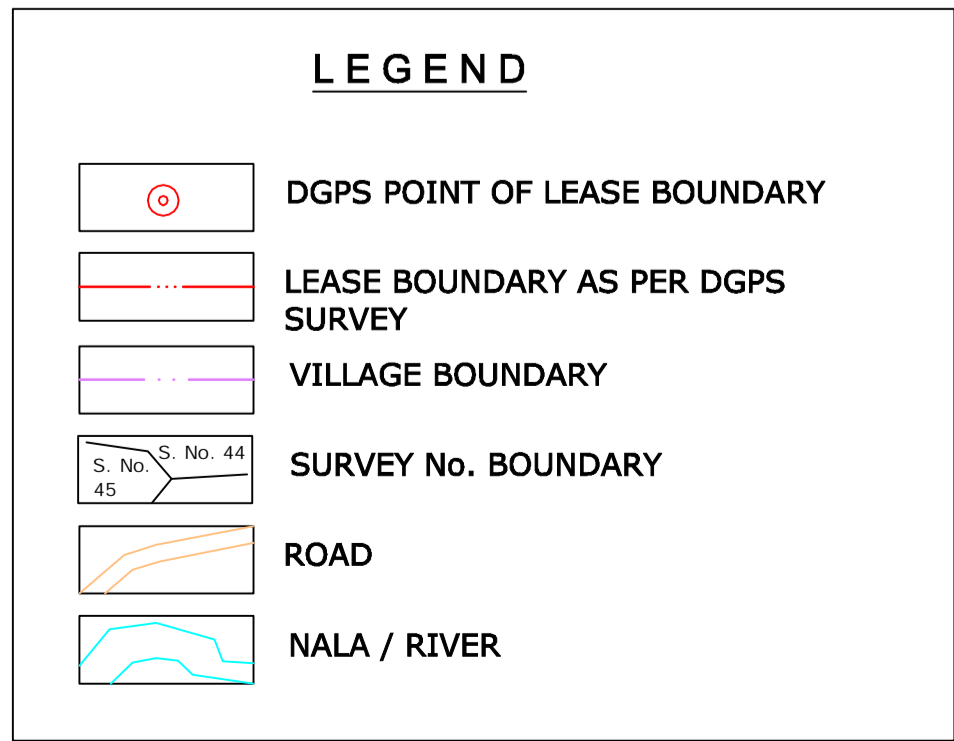 L E G E N D
DGPS POINT OF LEASE BOUNDARY
LEASE BOUNDARY AS PER DGPS
SURVEY
VILLAGE BOUNDARY
S. No. 44
S. No.
45
SURVEY No. BOUNDARY
ROAD
NALA / RIVER